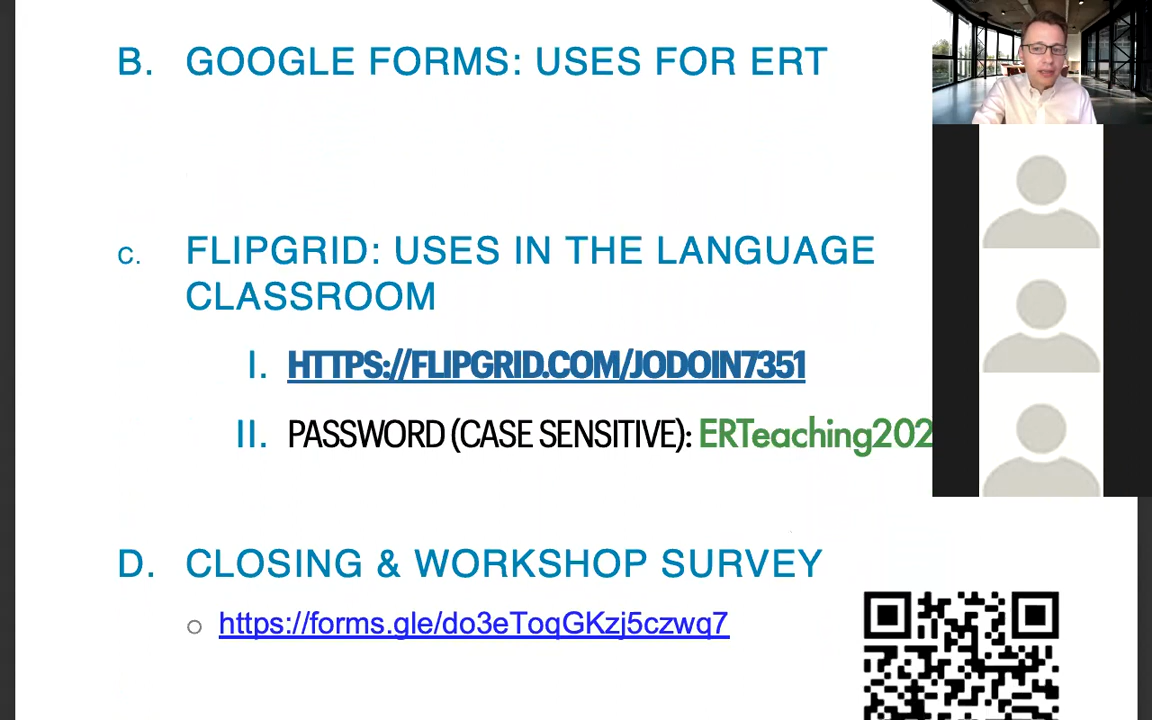 B. GOOGLE FORMS: USES FOR ERT
C. FLIPGRID: USES IN THE LANGUAGE
CLASSROOM
I. HTTPS://FLIPGRID.COM/JODOIN7351
II. PASSWORD (CASE SENSITIVE): ERTeaching202
D. CLOSING & WORKSHOP SURVEY
https://forms.gle/do3eToqGKzj5czwq7